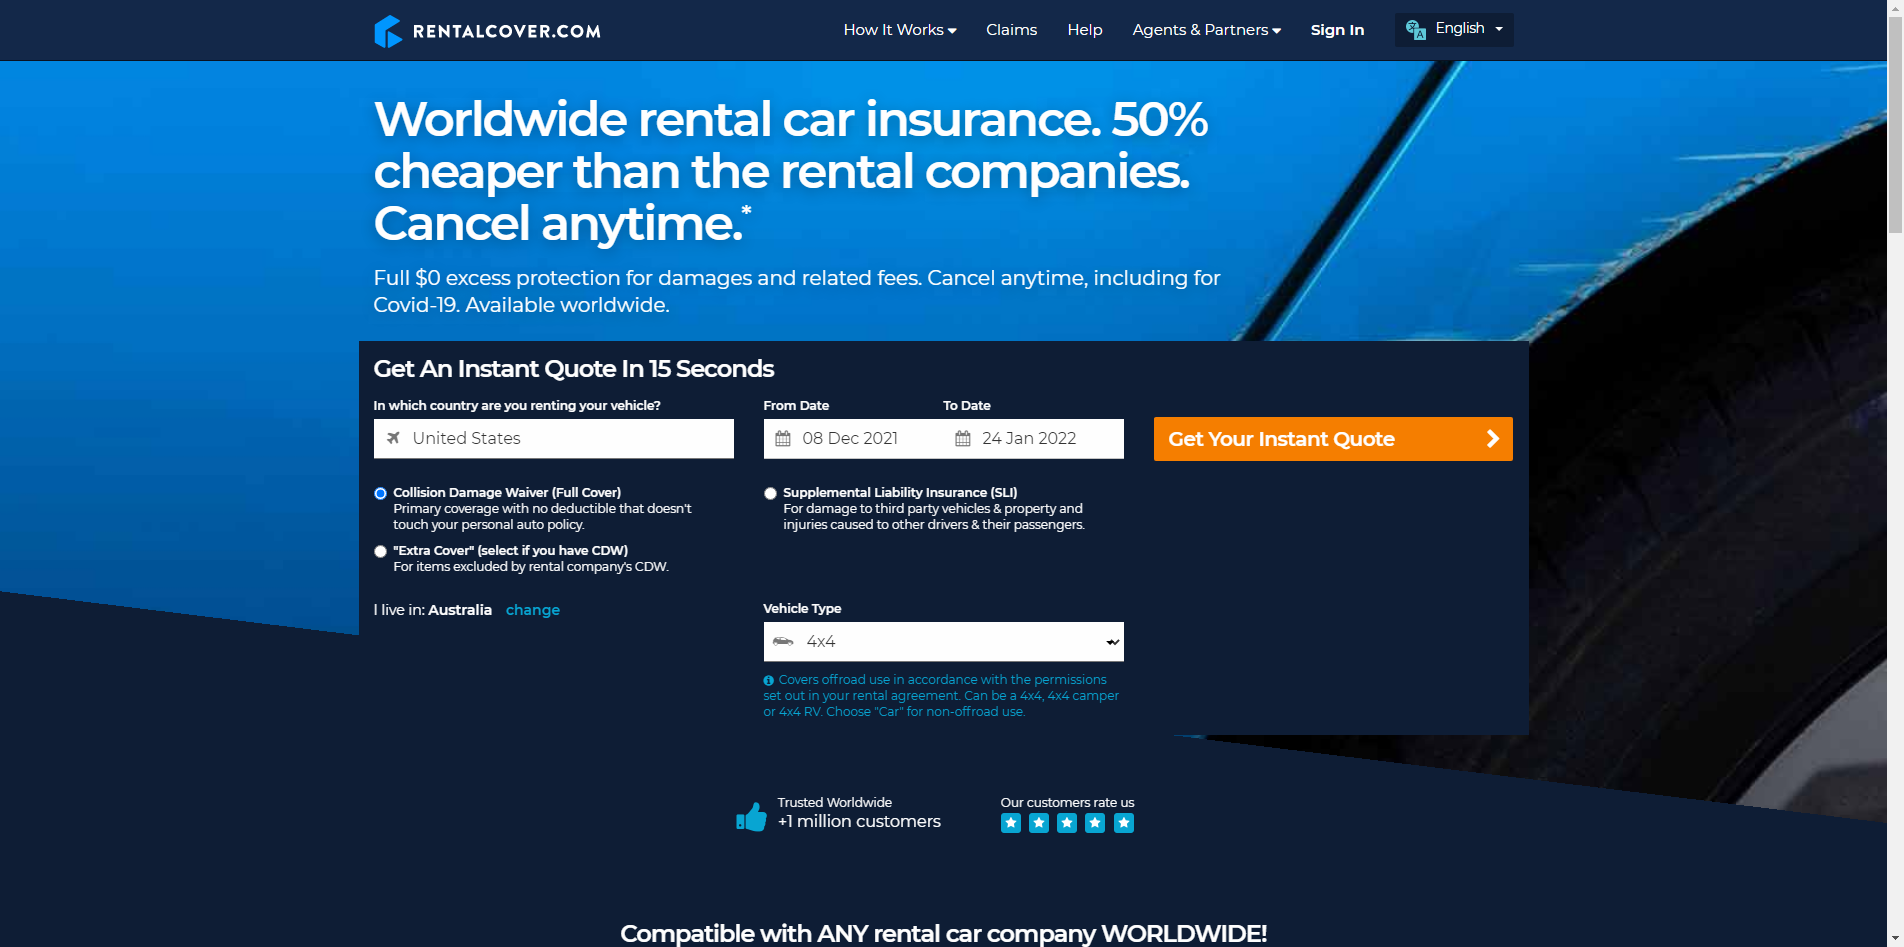 RENTALCOVER.COM
How It Works
Claims
Help
Agents & Partners
Sign In
English
Worldwide rental car insurance. 50%
cheaper than the rental companies.
Cancel anytime.*
Full $0 excess protection for damages and related fees. Cancel anytime, including for
Covid-19. Available worldwide.
Get An Instant Quote In 15 Seconds
In which country are you renting your vehicle?
United States
From Date
To Date
08 Dec 2021
24 Jan 2022
Get Your Instant Quote
Collision Damage Waiver (Full Cover)
Primary coverage with no deductible that doesn't
touch your personal auto policy.
Supplemental Liability Insurance (SLI)
For damage to third party vehicles & property and
injuries caused to other drivers & their passengers.
"Extra Cover" (select if you have CDW)
For items excluded by rental company's CDW.
I live in: Australia change
Vehicle Type
4x4
Covers offroad use in accordance with the permissions
set out in your rental agreement. Can be a 4x4, 4x4 camper
or 4x4 RV. Choose "Car" for non-offroad use.
Trusted Worldwide
+1 million customers
Our customers rate us
Compatible with ANY rental car company WORLDWIDE!